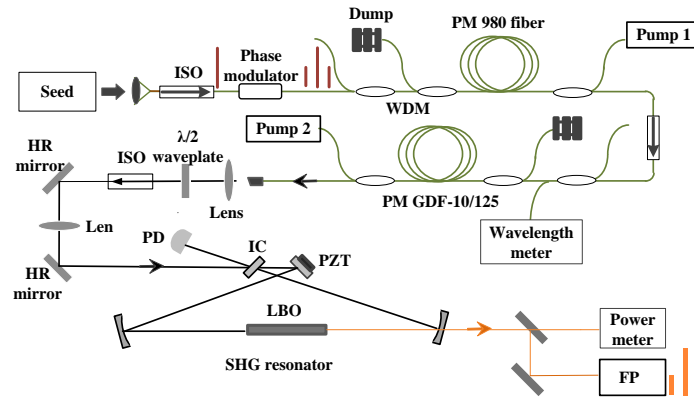 Dump
PM 980 fiber
Pump 1
Seed
ISO
Phase
modulator
WDM
Pump 2
λ/2
waveplate
ISO
HR
mirror
Lens
PM GDF-10/125
Wavelength
meter
Len
PD
IC
PZT
HR
mirror
LBO
SHG resonator
Power
meter
FP